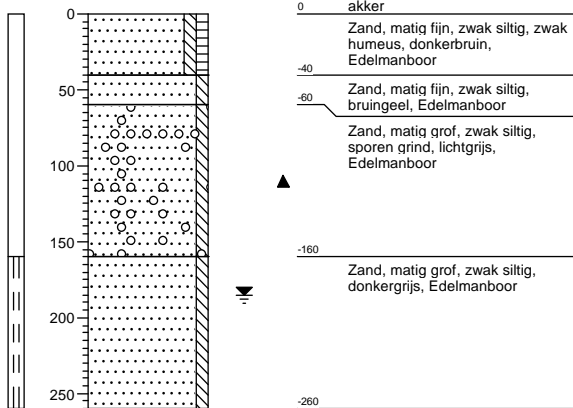 0
50
100
150
200
250
0
akker
Zand, matig fijn, zwak siltig, zwak
humeus, donkerbruin,
Edelmanboor
-40
Zand, matig fijn, zwak siltig,
bruingeel, Edelmanboor
-60
Zand, matig grof, zwak siltig,
sporen grind, lichtgrijs,
Edelmanboor
-160
Zand, matig grof, zwak siltig,
donkergrijs, Edelmanboor
-260